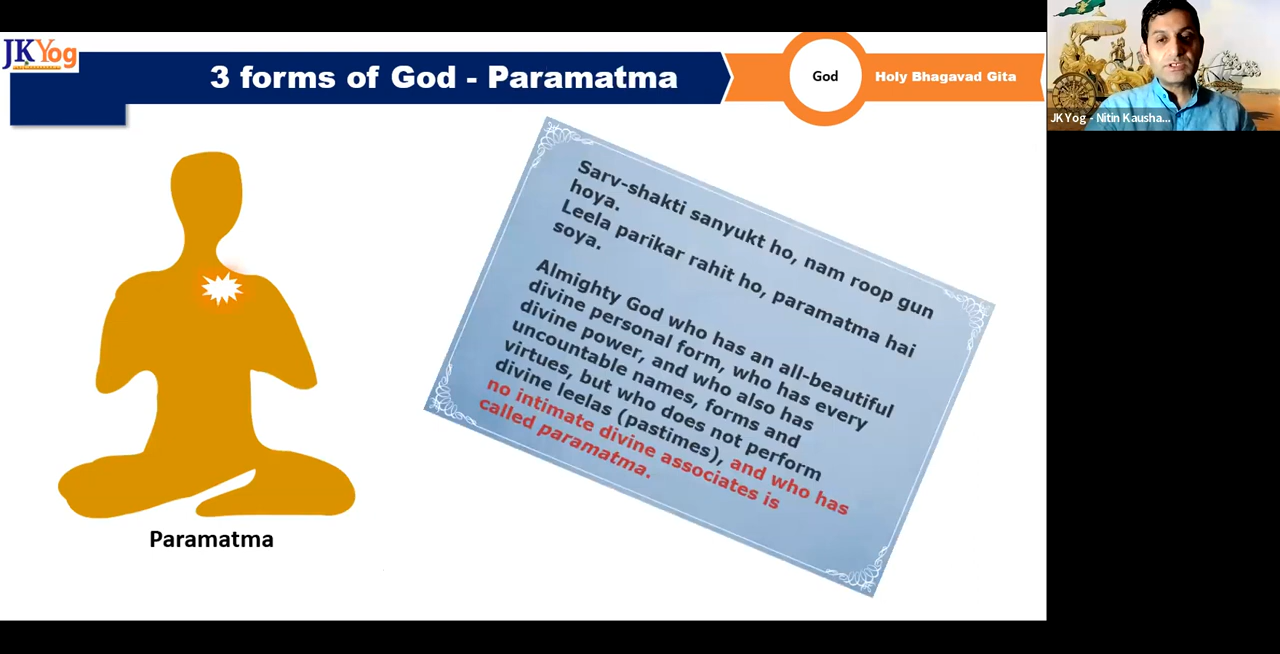 JKYog
3 forms of God - Paramatma
God
Holy Bhagavad Gita
JKYog - Nitin Kausha...
Sarv-shakti sanyukt ho, nam roop gun
hoya.
Leela parikar rahit ho, paramatma hai
soya.
Almighty God who has an all-beautiful
divine personal form, who has every
divine power, and who also has
uncountable names, forms and
virtues, but who does not perform
divine leelas (pastimes), and who has
no intimate divine associates is
called paramatma.
Paramatma